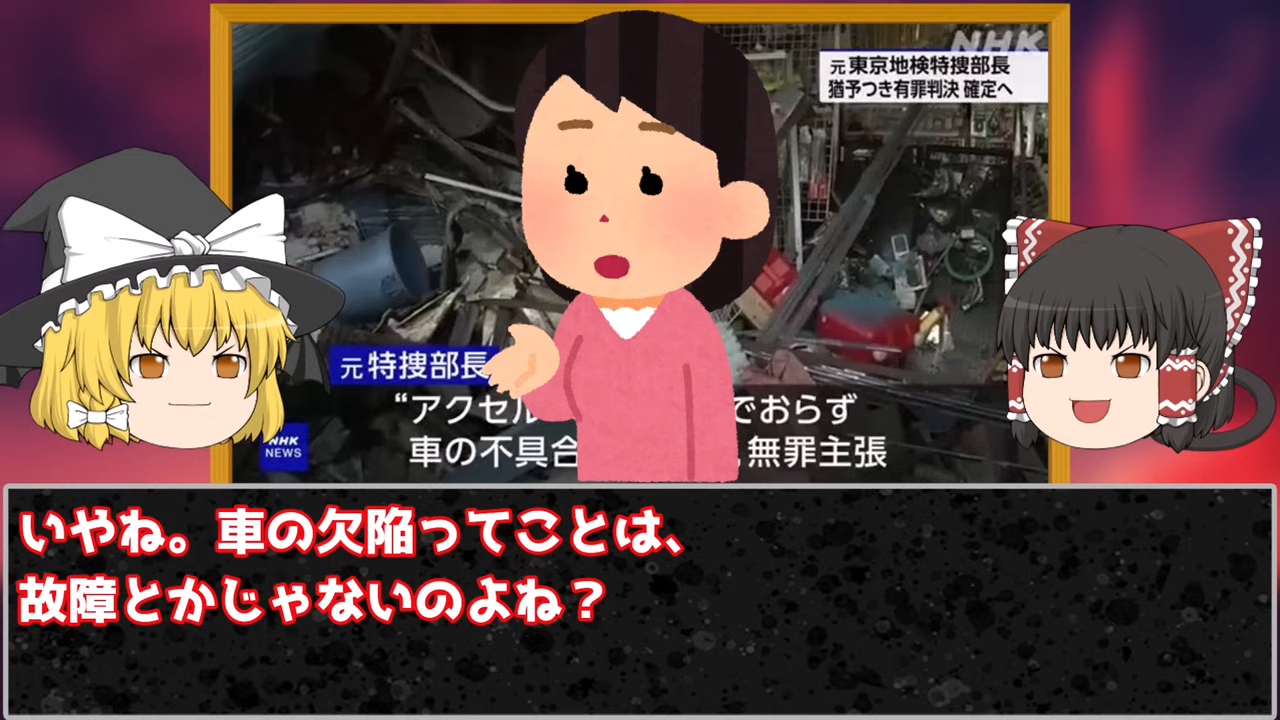 NHK
元東京地検特捜部長
猶予つき有罪判決 確定へ
元特捜部長
“アクセル
でおらず
車の不具合
無罪主張
NHK
NEWS
いやね。車の欠陥ってことは、
故障とかじゃないのよね？